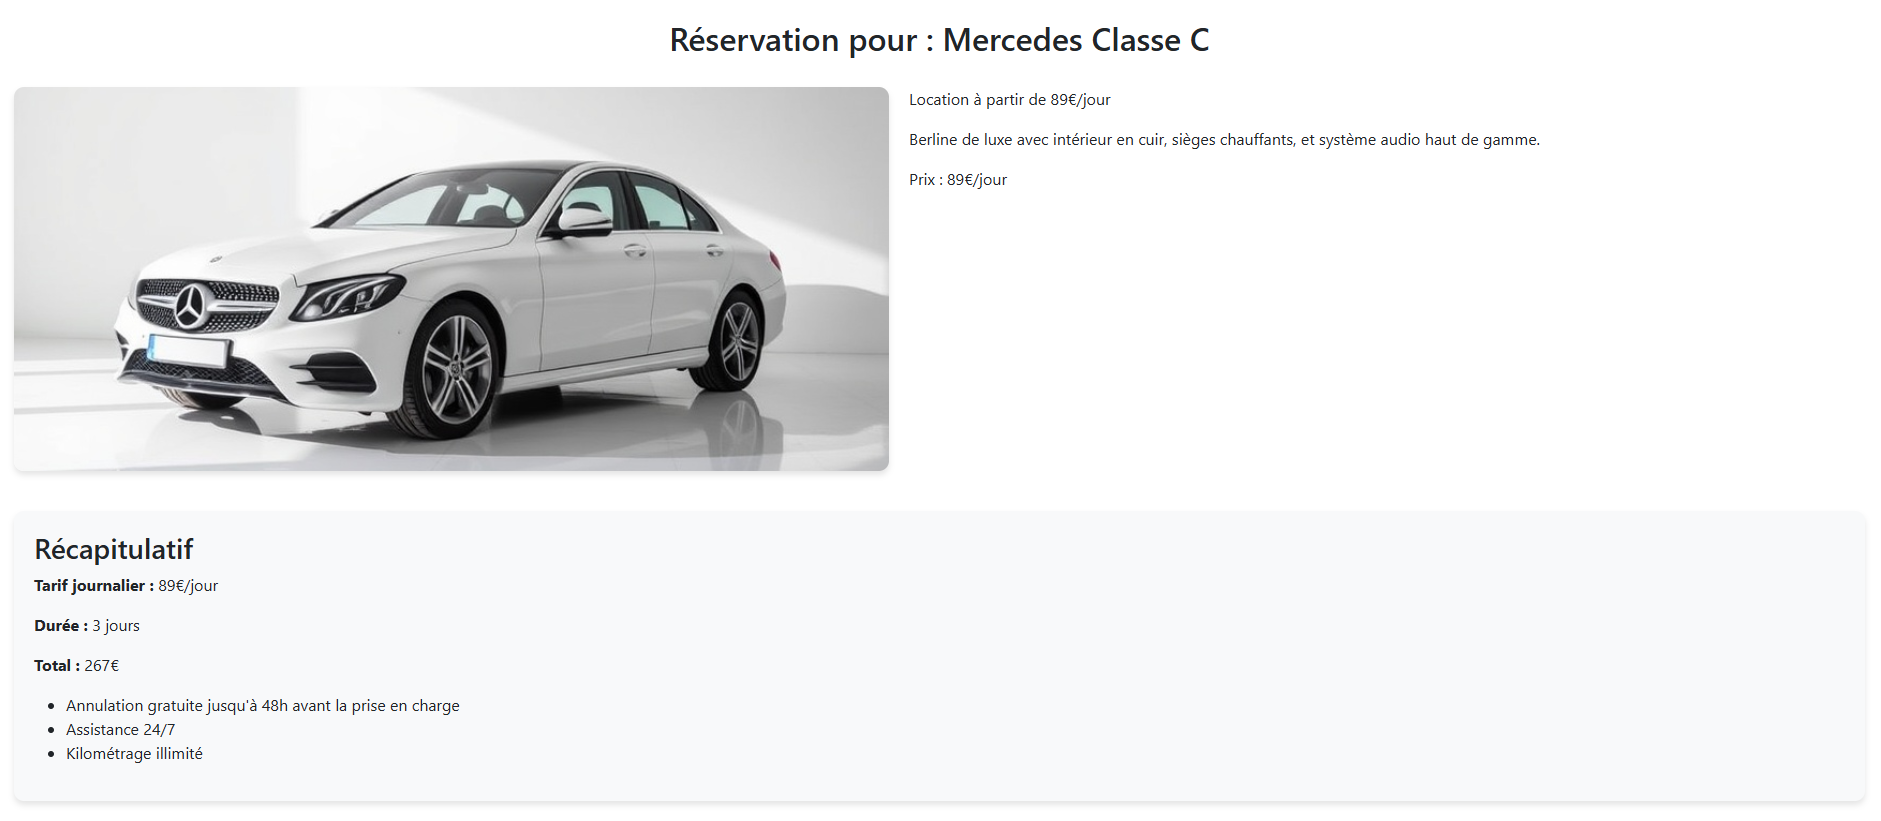 Réservation pour : Mercedes Classe C
Location à partir de 89€/jour
Berline de luxe avec intérieur en cuir, sièges chauffants, et système audio haut de gamme.
Prix : 89€/jour
Récapitulatif
Tarif journalier : 89€/jour
Durée : 3 jours
Total : 267€
Annulation gratuite jusqu'à 48h avant la prise en charge
Assistance 24/7
Kilométrage illimité